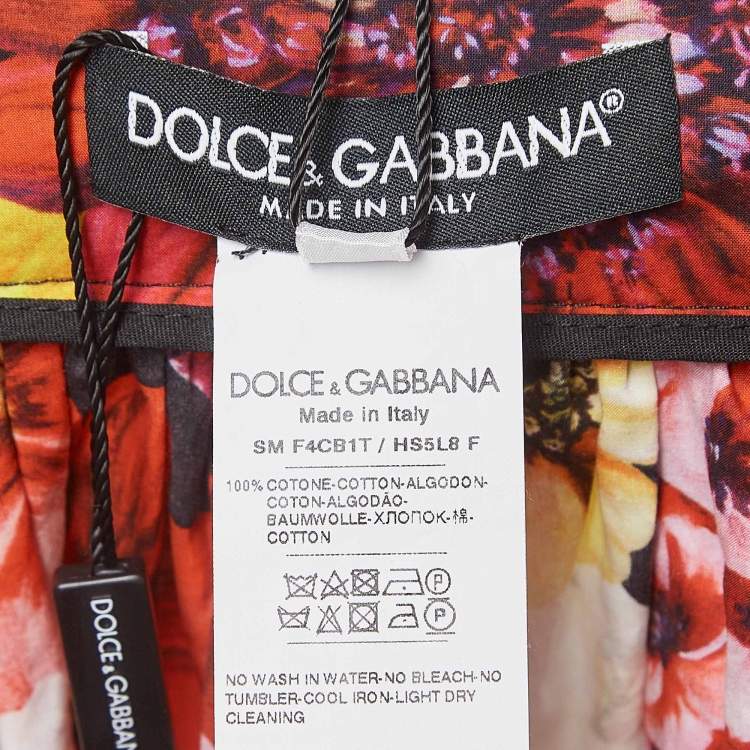 DOLCE & GABBANA®
MADE IN ITALY
DOLCE & GABBANA
Made in Italy
SM F4CB1T / HS5L8 F
100% COTONE-COTTON-ALGODON-
COTON-ALGODÃO-
BAUMWOLLE-ХЛОПОК-棉-
COTTON
P
P
NO WASH IN WATER-NO BLEACH-NO
TUMBLER-COOL IRON-LIGHT DRY
CLEANING
DOLCE & GABBANA